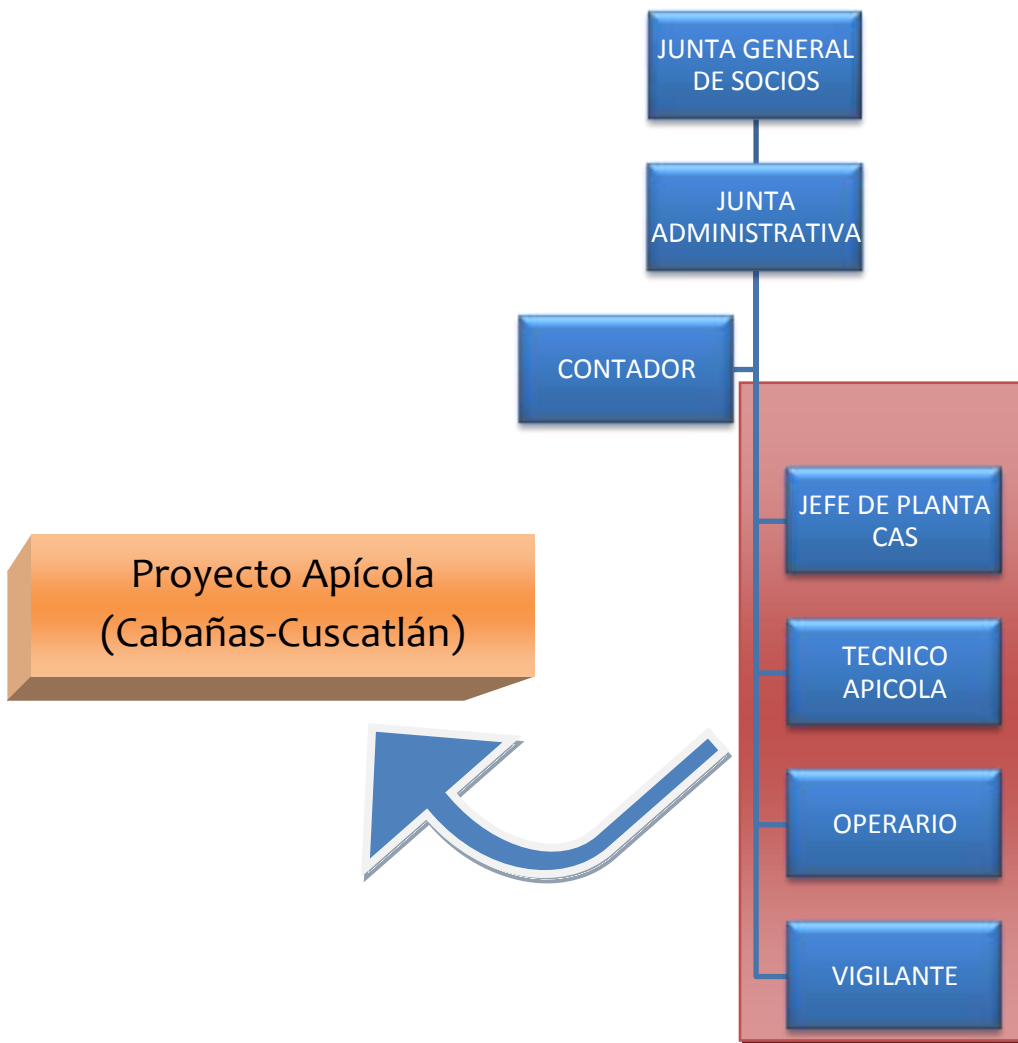 JUNTA GENERAL
DE SOCIOS
JUNTA
ADMINISTRATIVA
CONTADOR
JEFE DE PLANTA
CAS
Proyecto Apícola
(Cabañas-Cuscatlán)
TECNICO
APICOLA
OPERARIO
VIGILANTE